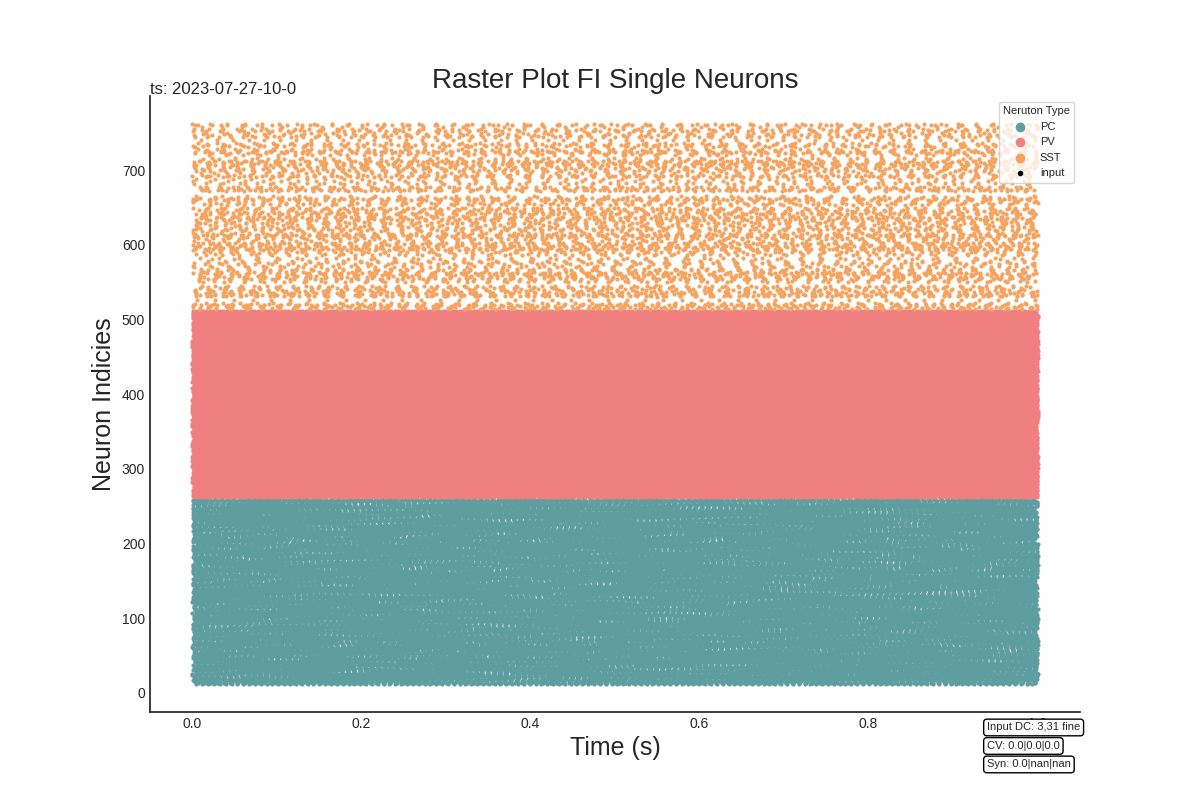 Raster Plot FI Single Neurons
ts: 2023-07-27-10-0
Neruton Type
PC
PV
SST
input
Neuron Indicies
700
600
500
400
300
200
100
0
0.0 0.2 0.4 0.6 0.8
Time (s)
Input DC: 3,31 fine
CV: 0.0|0.0|0.0
Syn: 0.0|nan|nan